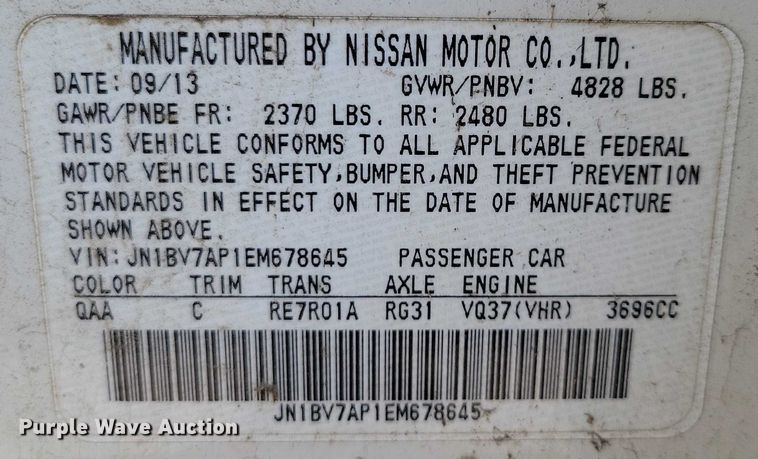 MANUFACTURED BY NISSAN MOTOR CO.,LTD.
DATE: 09/13 GVWR/PNBV: 4828 LBS.
GAWR/PNBE FR: 2370 LBS. RR: 2480 LBS.
THIS VEHICLE CONFORMS TO ALL APPLICABLE FEDERAL
MOTOR VEHICLE SAFETY,BUMPER,AND THEFT PREVENTION
STANDARDS IN EFFECT ON THE DATE OF MANUFACTURE
SHOWN ABOVE.
VIN: JN1BV7AP1EM678645 PASSENGER CAR
COLOR TRIM TRANS AXLE ENGINE
QAA C RE7R01A RG31 VQ37(VHR) 3696CC
JN1BV7AP1EM678645
Purple Wave Auction